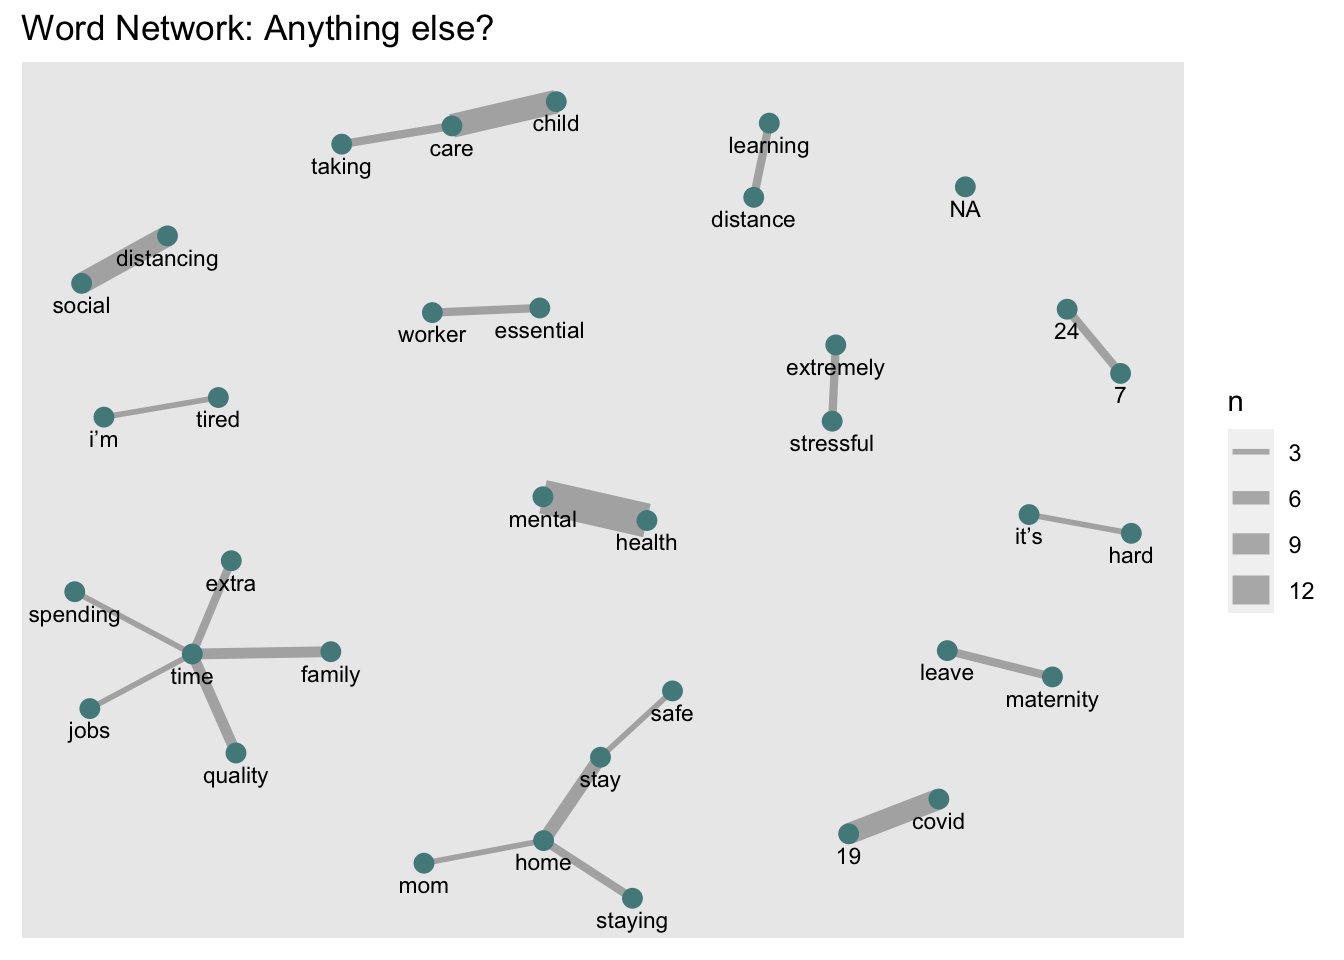 Word Network: Anything else?
child
care
taking
learning
distance
NA
distancing
social
worker
essential
24
7
extremely
stressful
i’m
tired
mental
health
it’s
hard
extra
spending
time
family
jobs
quality
leave
maternity
safe
stay
home
mom
staying
covid
19
n
3
6
9
12